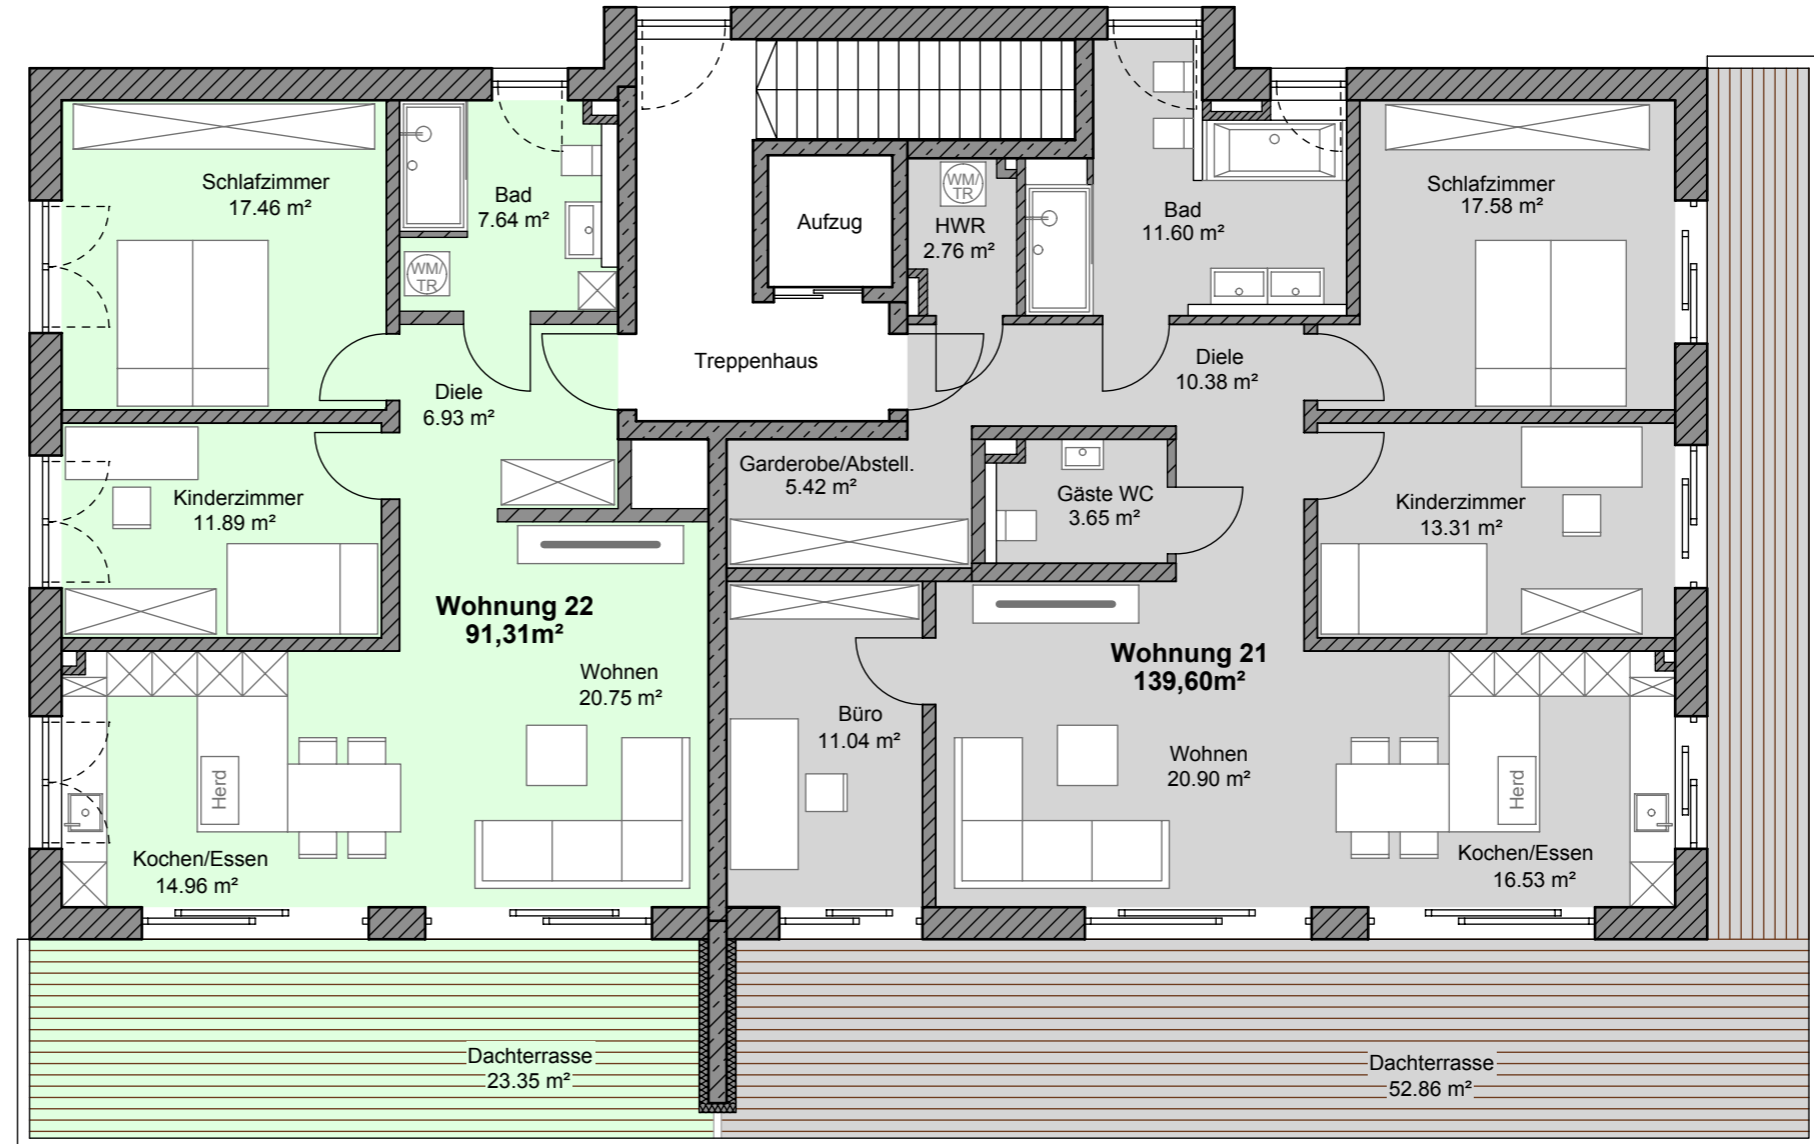 Schlafzimmer
17.46 m²
Bad
7.64 m²
WM/
TR
Aufzug
WM/
TR
HWR
2.76 m²
Bad
11.60 m²
Schlafzimmer
17.58 m²
Treppenhaus
Diele
6.93 m²
Diele
10.38 m²
Kinderzimmer
11.89 m²
Garderobe/Abstell.
5.42 m²
Gäste WC
3.65 m²
Kinderzimmer
13.31 m²
Wohnung 22
91,31m²
Wohnen
20.75 m²
Wohnung 21
139,60m²
Büro
11.04 m²
Wohnen
20.90 m²
Herd
Herd
Kochen/Essen
14.96 m²
Kochen/Essen
16.53 m²
Dachterrasse
23.35 m²
Dachterrasse
52.86 m²